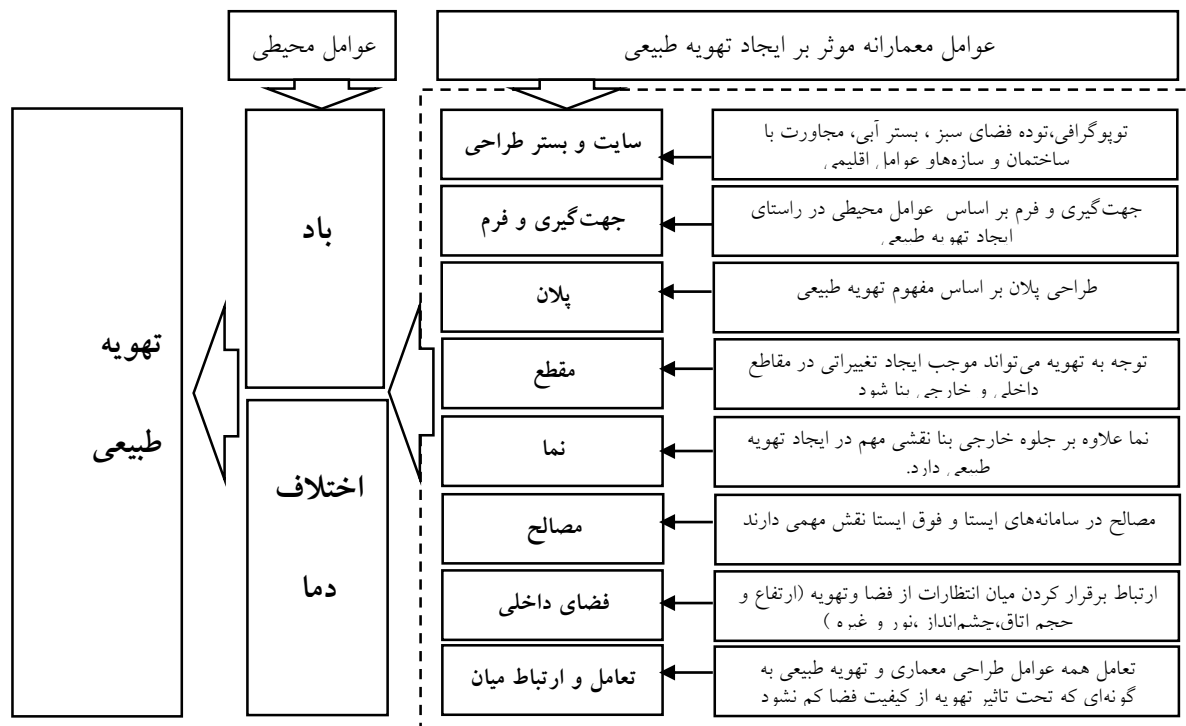 عوامل معمارانه موثر بر ایجاد تهویه طبیعی
عوامل محیطی
توپوگرافی،توده فضای سبز ، بستر آبی، مجاورت با
ساختمان و سازه‌هاو عوامل اقلیمی
سایت و بستر طراحی
جهت‌گیری و فرم بر اساس عوامل محیطی در راستای
ایجاد تهویه طبیعی
جهت‌گیری و فرم
طراحی پلان بر اساس مفهوم تهویه طبیعی
پلان
توجه به تهویه می‌تواند موجب ایجاد تغییراتی در مقاطع
داخلی و خارجی بنا شود
مقطع
نما علاوه بر جلوه خارجی بنا نقشی مهم در ایجاد تهویه
طبیعی دارد.
نما
مصالح در سامانه‌های ایستا و فوق ایستا نقش مهمی دارند
مصالح
ارتباط برقرار کردن میان انتظارات از فضا وتهویه (ارتفاع و
حجم اتاق،چشم‌انداز ،نور و غیره )
فضای داخلی
تعامل همه عوامل طراحی معماری و تهویه طبیعی به
گونه‌ای که تحت تاثیر تهویه از کیفیت فضا کم نشود
تعامل و ارتباط میان
باد
اختلاف
دما
تهویه
طبیعی